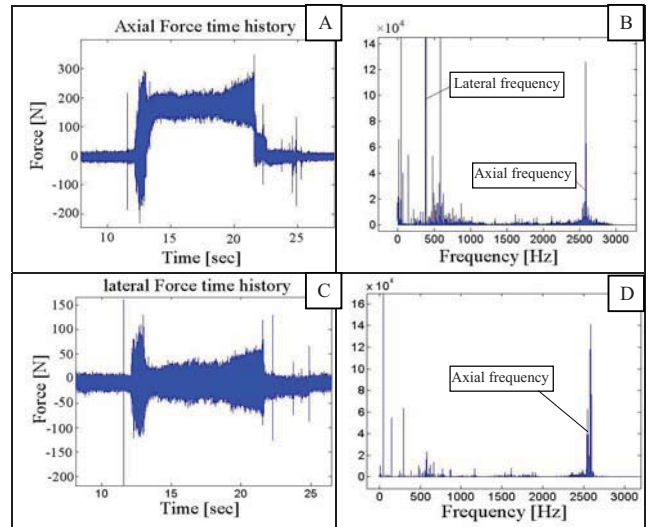 Axial Force time history
A
300
200
100
0
-100
-200
Force [N]
10
15
20
25
Time [sec]
B
× 10⁴
14
12
10
8
6
4
2
0
Lateral frequency
Axial frequency
0 500 1000 1500 2000 2500 3000
Frequency [Hz]
lateral Force time history
C
150
100
50
0
-50
-100
-150
-200
Force [N]
10
15
20
25
Time [sec]
D
× 10⁴
16
14
12
10
8
6
4
2
0
Axial frequency
0 500 1000 1500 2000 2500 3000
Frequency [Hz]